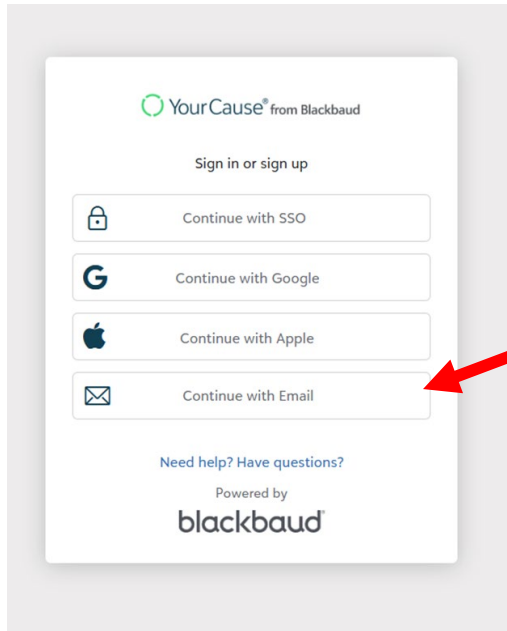 YourCause® from Blackbaud
Sign in or sign up
Continue with SSO
Continue with Google
Continue with Apple
Continue with Email
Need help? Have questions?
Powered by
blackbaud®